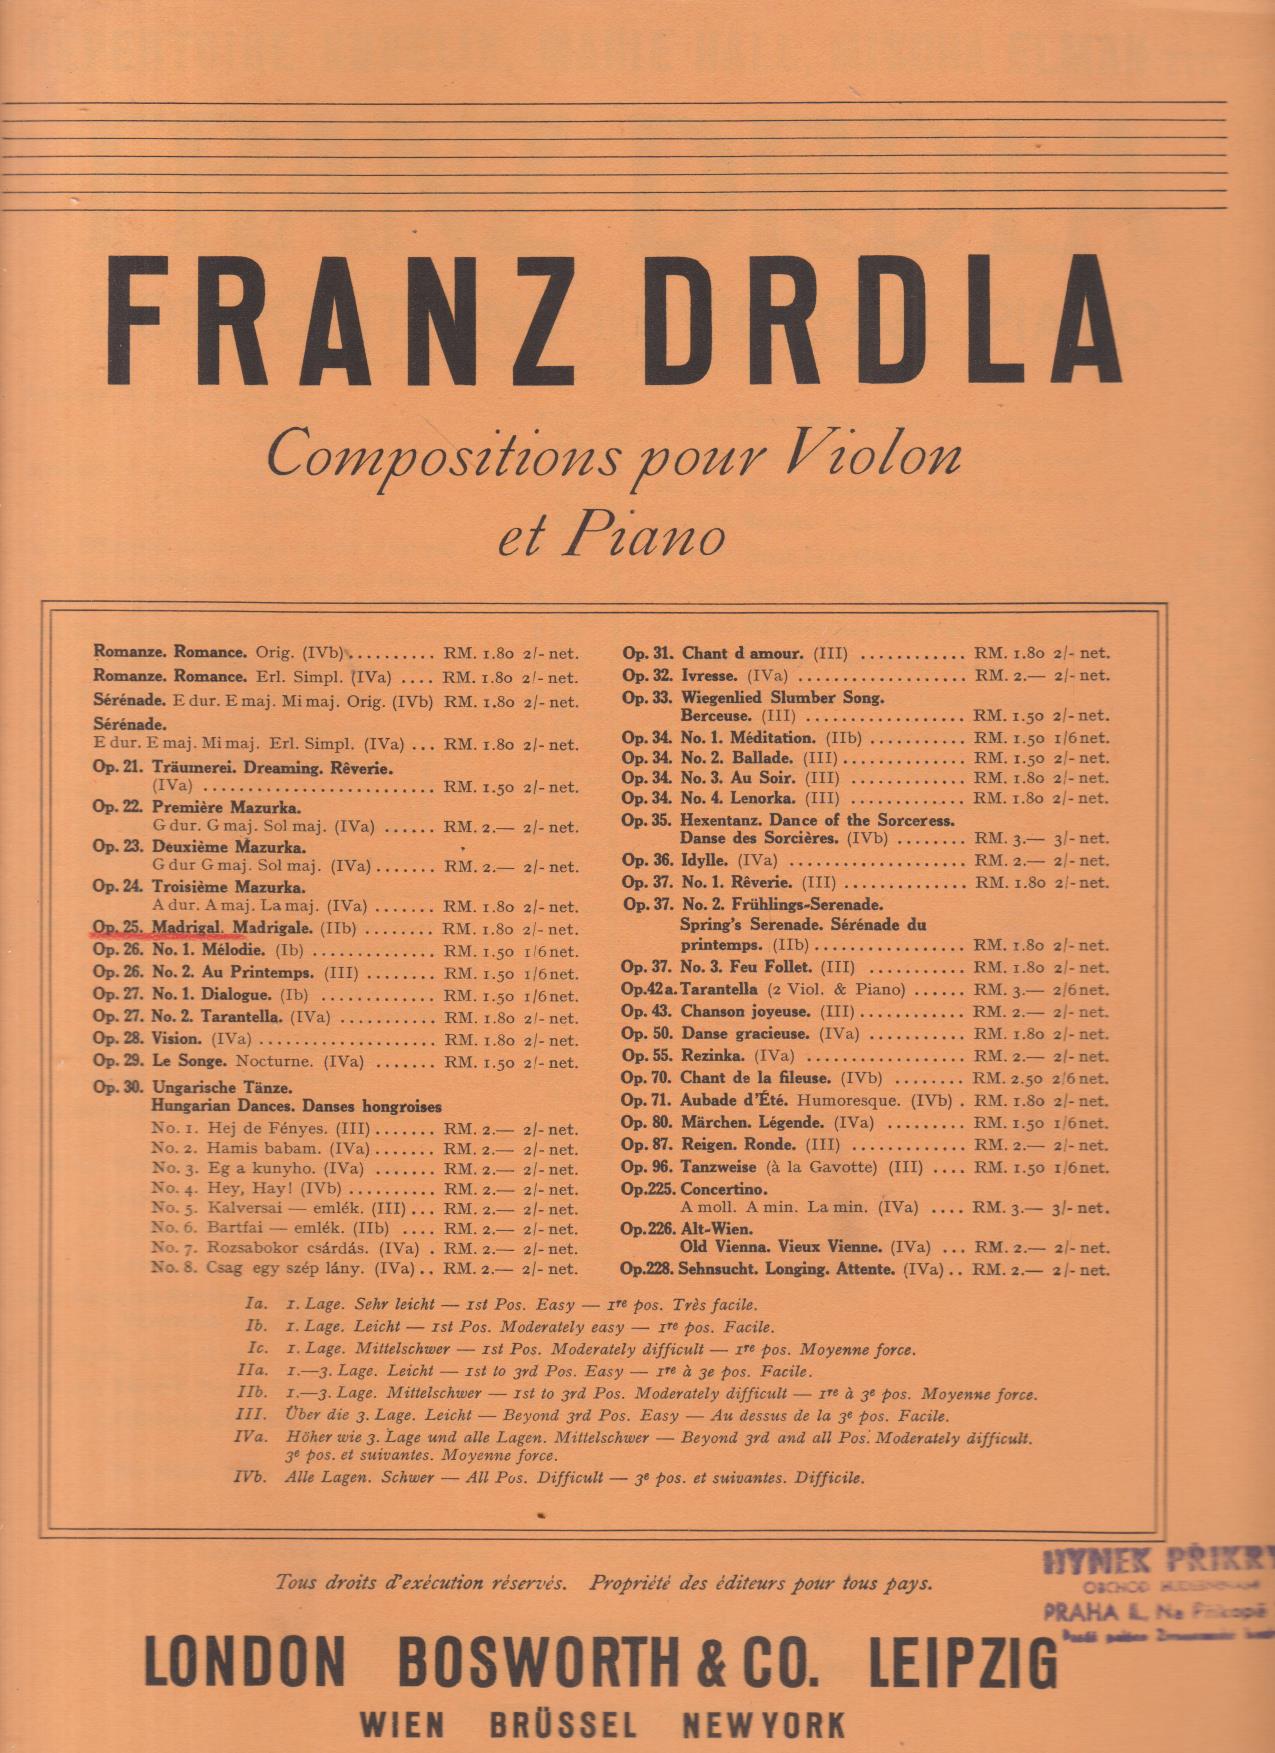 FRANZ DRDLA
Compositions pour Violon
et Piano
Romanze. Romance. Orig. (IVb) .......... RM. 1.80 2/- net.
Romanze. Romance. Erl. Simpl. (IVa) .... RM. 1.80 2/- net.
Sérénade. E dur. E maj. Mi maj. Orig. (IVb) RM. 1.80 2/- net.
Sérénade.
E dur. E maj. Mi maj. Erl. Simpl. (IVa) ... RM. 1.80 2/- net.
Op. 21. Träumerei. Dreaming. Rêverie.
(IVa) ......................... RM. 1.50 2/- net.
Op. 22. Première Mazurka.
G dur. G maj. Sol maj. (IVa) ...... RM. 2.— 2/- net.
Op. 23. Deuxième Mazurka.
G dur G maj. Sol maj. (IVa) ....... RM. 2.— 2/- net.
Op. 24. Troisième Mazurka.
A dur. A maj. La maj. (IVa) ....... RM. 1.80 2/- net.
Op. 25. Madrigal. Madrigale. (IIb) ........ RM. 1.80 2/- net.
Op. 26. No. 1. Mélodie. (Ib) .............. RM. 1.50 1/6 net.
Op. 26. No. 2. Au Printemps. (III) ........ RM. 1.50 1/6 net.
Op. 27. No. 1. Dialogue. (Ib) ............. RM. 1.50 1/6 net.
Op. 27. No. 2. Tarantella. (IVa) .......... RM. 1.80 2/- net.
Op. 28. Vision. (IVa) .................... RM. 1.80 2/- net.
Op. 29. Le Songe. Nocturne. (IVa) ...... RM. 1.50 2/- net.
Op. 30. Ungarische Tänze.
Hungarian Dances. Danses hongroises
No. 1. Hej de Fényes. (III) ....... RM. 2.— 2/- net.
No. 2. Hamis babam. (IVa) ....... RM. 2.— 2/- net.
No. 3. Eg a kunyho. (IVa) ....... RM. 2.— 2/- net.
No. 4. Hey, Hay! (IVb) .......... RM. 2.— 2/- net.
No. 5. Kalversai — emlék. (III) ... RM. 2.— 2/- net.
No. 6. Bartfai — emlék. (IIb) .... RM. 2.— 2/- net.
No. 7. Rozsabokor csárdás. (IVa) . RM. 2.— 2/- net.
No. 8. Csag egy szép lány. (IVa) .. RM. 2.— 2/- net.
Op. 31. Chant d amour. (III) ............ RM. 1.80 2/- net.
Op. 32. Ivresse. (IVa) ................... RM. 2.— 2/- net.
Op. 33. Wiegenlied Slumber Song.
Berceuse. (III) .................. RM. 1.50 2/- net.
Op. 34. No. 1. Méditation. (IIb) .......... RM. 1.50 1/6 net.
Op. 34. No. 2. Ballade. (III) ............. RM. 1.50 2/- net.
Op. 34. No. 3. Au Soir. (III) ............ RM. 1.80 2/- net.
Op. 34. No. 4. Lenorka. (III) ............ RM. 1.80 2/- net.
Op. 35. Hexentanz. Dance of the Sorceress.
Danse des Sorcières. (IVb) ........ RM. 3.— 3/- net.
Op. 36. Idylle. (IVa) .................... RM. 2.— 2/- net.
Op. 37. No. 1. Rêverie. (III) ............. RM. 1.80 2/- net.
Op. 37. No. 2. Frühlings-Serenade.
Spring's Serenade. Sérénade du
printemps. (IIb) ................. RM. 1.80 2/- net.
Op. 37. No. 3. Feu Follet. (III) .......... RM. 1.80 2/- net.
Op. 42 a. Tarantella (2 Viol. & Piano) ...... RM. 3.— 2/6 net.
Op. 43. Chanson joyeuse. (III) ........... RM. 2.— 2/- net.
Op. 50. Danse gracieuse. (IVa) .......... RM. 1.80 2/- net.
Op. 55. Rezinka. (IVa) .................. RM. 2.— 2/- net.
Op. 70. Chant de la fileuse. (IVb) ........ RM. 2.50 2/6 net.
Op. 71. Aubade d'Été. Humoresque. (IVb) . RM. 1.80 2/- net.
Op. 80. Märchen. Légende. (IVa) ......... RM. 1.50 1/6 net.
Op. 87. Reigen. Ronde. (III) ............. RM. 2.— 2/- net.
Op. 96. Tanzweise (à la Gavotte) (III) .... RM. 1.50 1/6 net.
Op. 225. Concertino.
A moll. A min. La min. (IVa) .... RM. 3.— 3/- net.
Op. 226. Alt-Wien.
Old Vienna. Vieux Vienne. (IVa) ... RM. 2.— 2/- net.
Op. 228. Sehnsucht. Longing. Attente. (IVa) .. RM. 2.— 2/- net.
Ia. 1. Lage. Sehr leicht — 1st Pos. Easy — 1re pos. Très facile.
Ib. 1. Lage. Leicht — 1st Pos. Moderately easy — 1re pos. Facile.
Ic. 1. Lage. Mittelschwer — 1st Pos. Moderately difficult — 1re pos. Moyenne force.
IIa. 1.—3. Lage. Leicht — 1st to 3rd Pos. Easy — 1re à 3e pos. Facile.
IIb. 1.—3. Lage. Mittelschwer — 1st to 3rd Pos. Moderately difficult — 1re à 3e pos. Moyenne force.
III. Über die 3. Lage. Leicht — Beyond 3rd Pos. Easy — Au dessus de la 3e pos. Facile.
IVa. Höher wie 3. Lage und alle Lagen. Mittelschwer — Beyond 3rd and all Pos. Moderately difficult.
3e pos. et suivantes. Moyenne force.
IVb. Alle Lagen. Schwer — All Pos. Difficult — 3e pos. et suivantes. Difficile.
Tous droits d'exécution réservés. Propriété des éditeurs pour tous pays.
HYNEK PŘIKRY
OBCHOD
PRAHA II., Na Příkopě
LONDON BOSWORTH & CO. LEIPZIG
WIEN BRÜSSEL NEW YORK